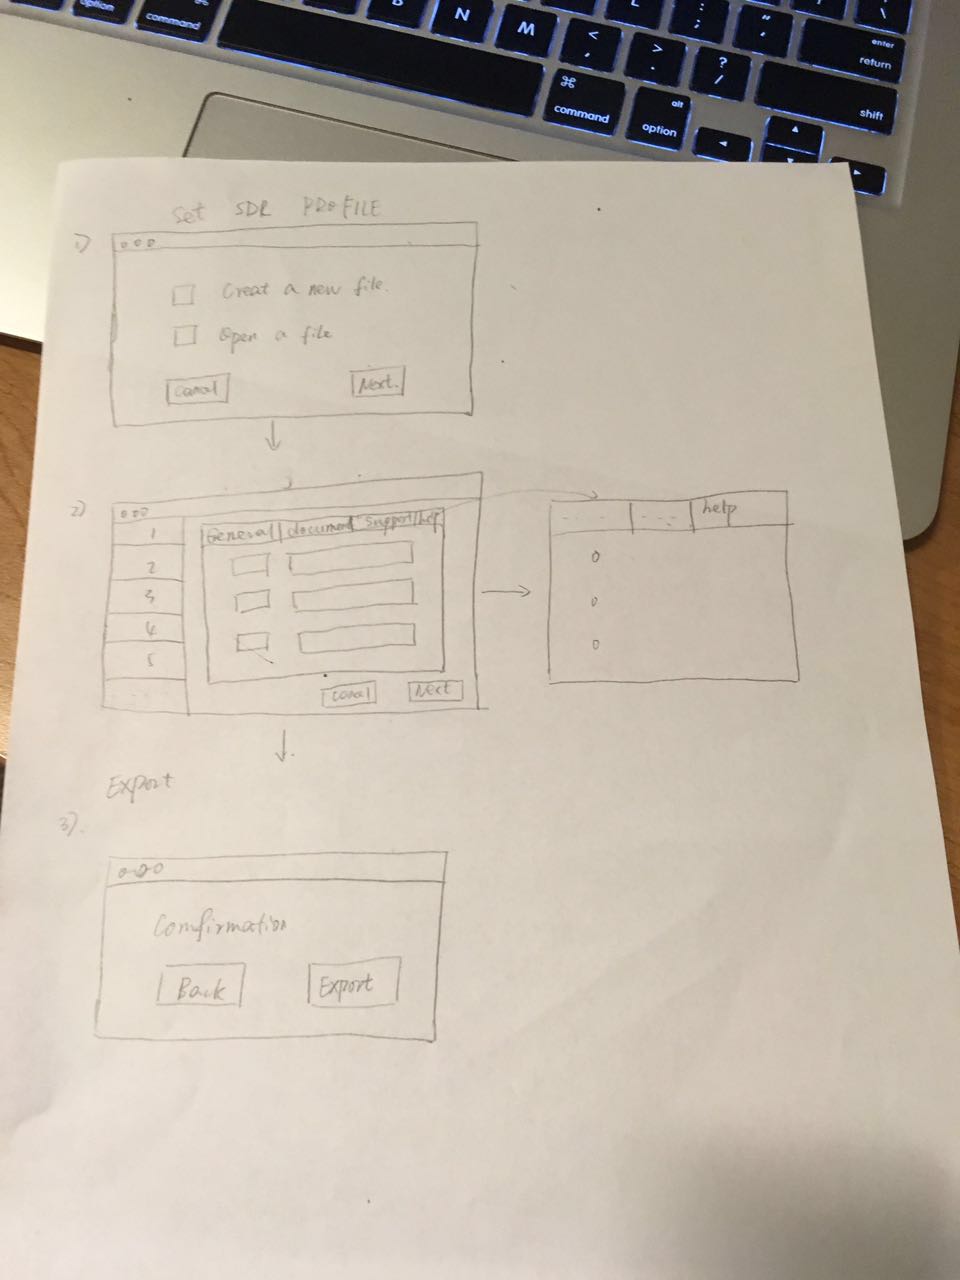 option
command
B
N
M
L
<
,
>
.
:
;
"
'
?
/
|
\
enter
return
⌘
command
alt
option
shift
Set SDR PROFILE
1)
Creat a new file.
Open a file
Cancel
Next.
2)
1
2
3
4
5
General
document
support/help
Cancel
Next
help
Export
3).
Comfirmation
Back
Export